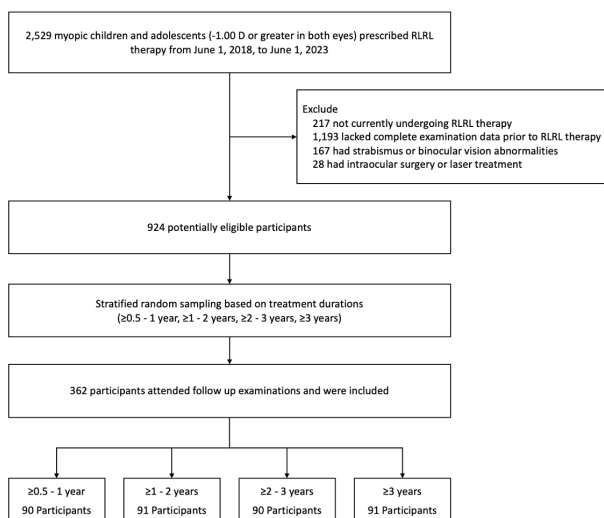 2,529 myopic children and adolescents (-1.00 D or greater in both eyes) prescribed RLRL
therapy from June 1, 2018, to June 1, 2023
Exclude
217 not currently undergoing RLRL therapy
1,193 lacked complete examination data prior to RLRL therapy
167 had strabismus or binocular vision abnormalities
28 had intraocular surgery or laser treatment
924 potentially eligible participants
Stratified random sampling based on treatment durations
(≥0.5 - 1 year, ≥1 - 2 years, ≥2 - 3 years, ≥3 years)
362 participants attended follow up examinations and were included
≥0.5 - 1 year
90 Participants
≥1 - 2 years
91 Participants
≥2 - 3 years
90 Participants
≥3 years
91 Participants